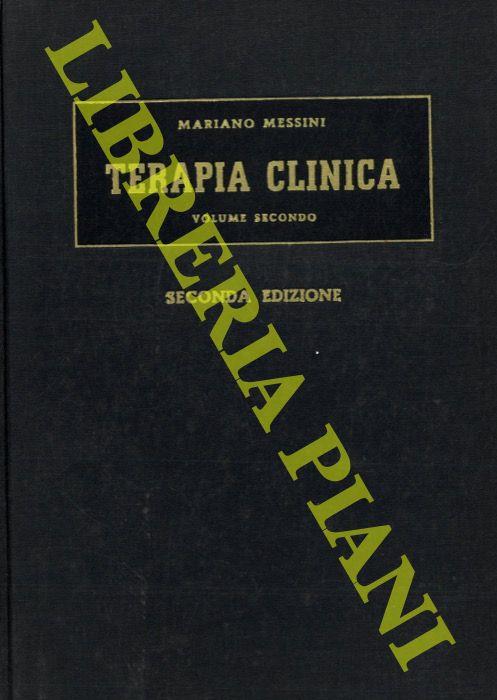 MARIANO MESSINI
TERAPIA CLINICA
VOLUME SECONDO
SECONDA EDIZIONE
LIBRERIA PIANI